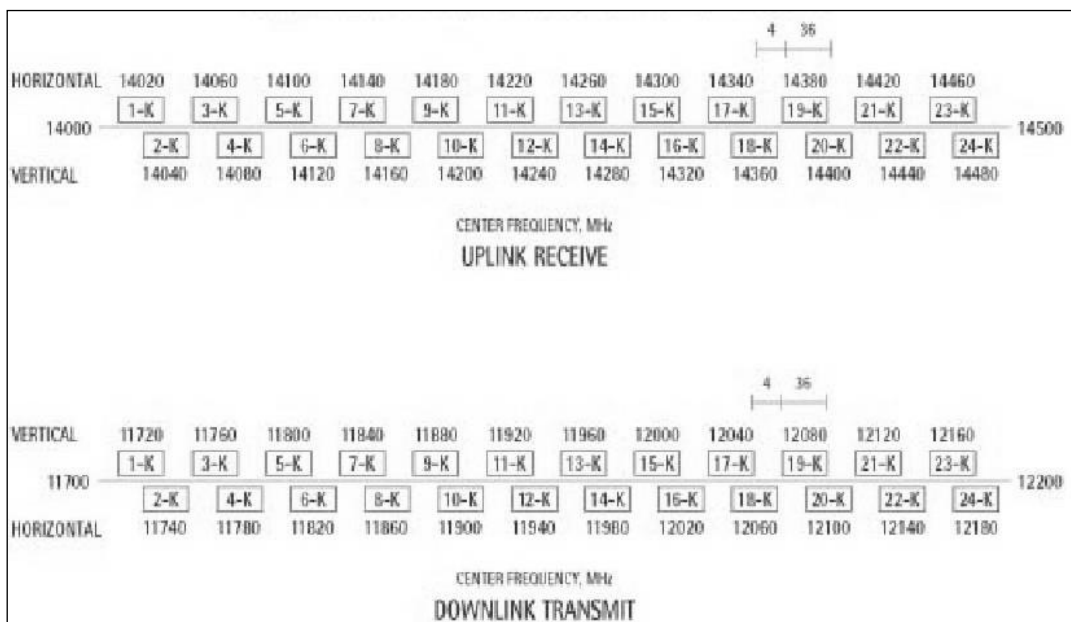 4 36
HORIZONTAL 14020 14060 14100 14140 14180 14220 14260 14300 14340 14380 14420 14460
1-K 3-K 5-K 7-K 9-K 11-K 13-K 15-K 17-K 19-K 21-K 23-K
14000 14500
2-K 4-K 6-K 8-K 10-K 12-K 14-K 16-K 18-K 20-K 22-K 24-K
VERTICAL 14040 14080 14120 14160 14200 14240 14280 14320 14360 14400 14440 14480
CENTER FREQUENCY, MHz
UPLINK RECEIVE
4 36
VERTICAL 11720 11760 11800 11840 11880 11920 11960 12000 12040 12080 12120 12160
1-K 3-K 5-K 7-K 9-K 11-K 13-K 15-K 17-K 19-K 21-K 23-K
11700 12200
2-K 4-K 6-K 8-K 10-K 12-K 14-K 16-K 18-K 20-K 22-K 24-K
HORIZONTAL 11740 11780 11820 11860 11900 11940 11980 12020 12060 12100 12140 12180
CENTER FREQUENCY, MHz
DOWNLINK TRANSMIT